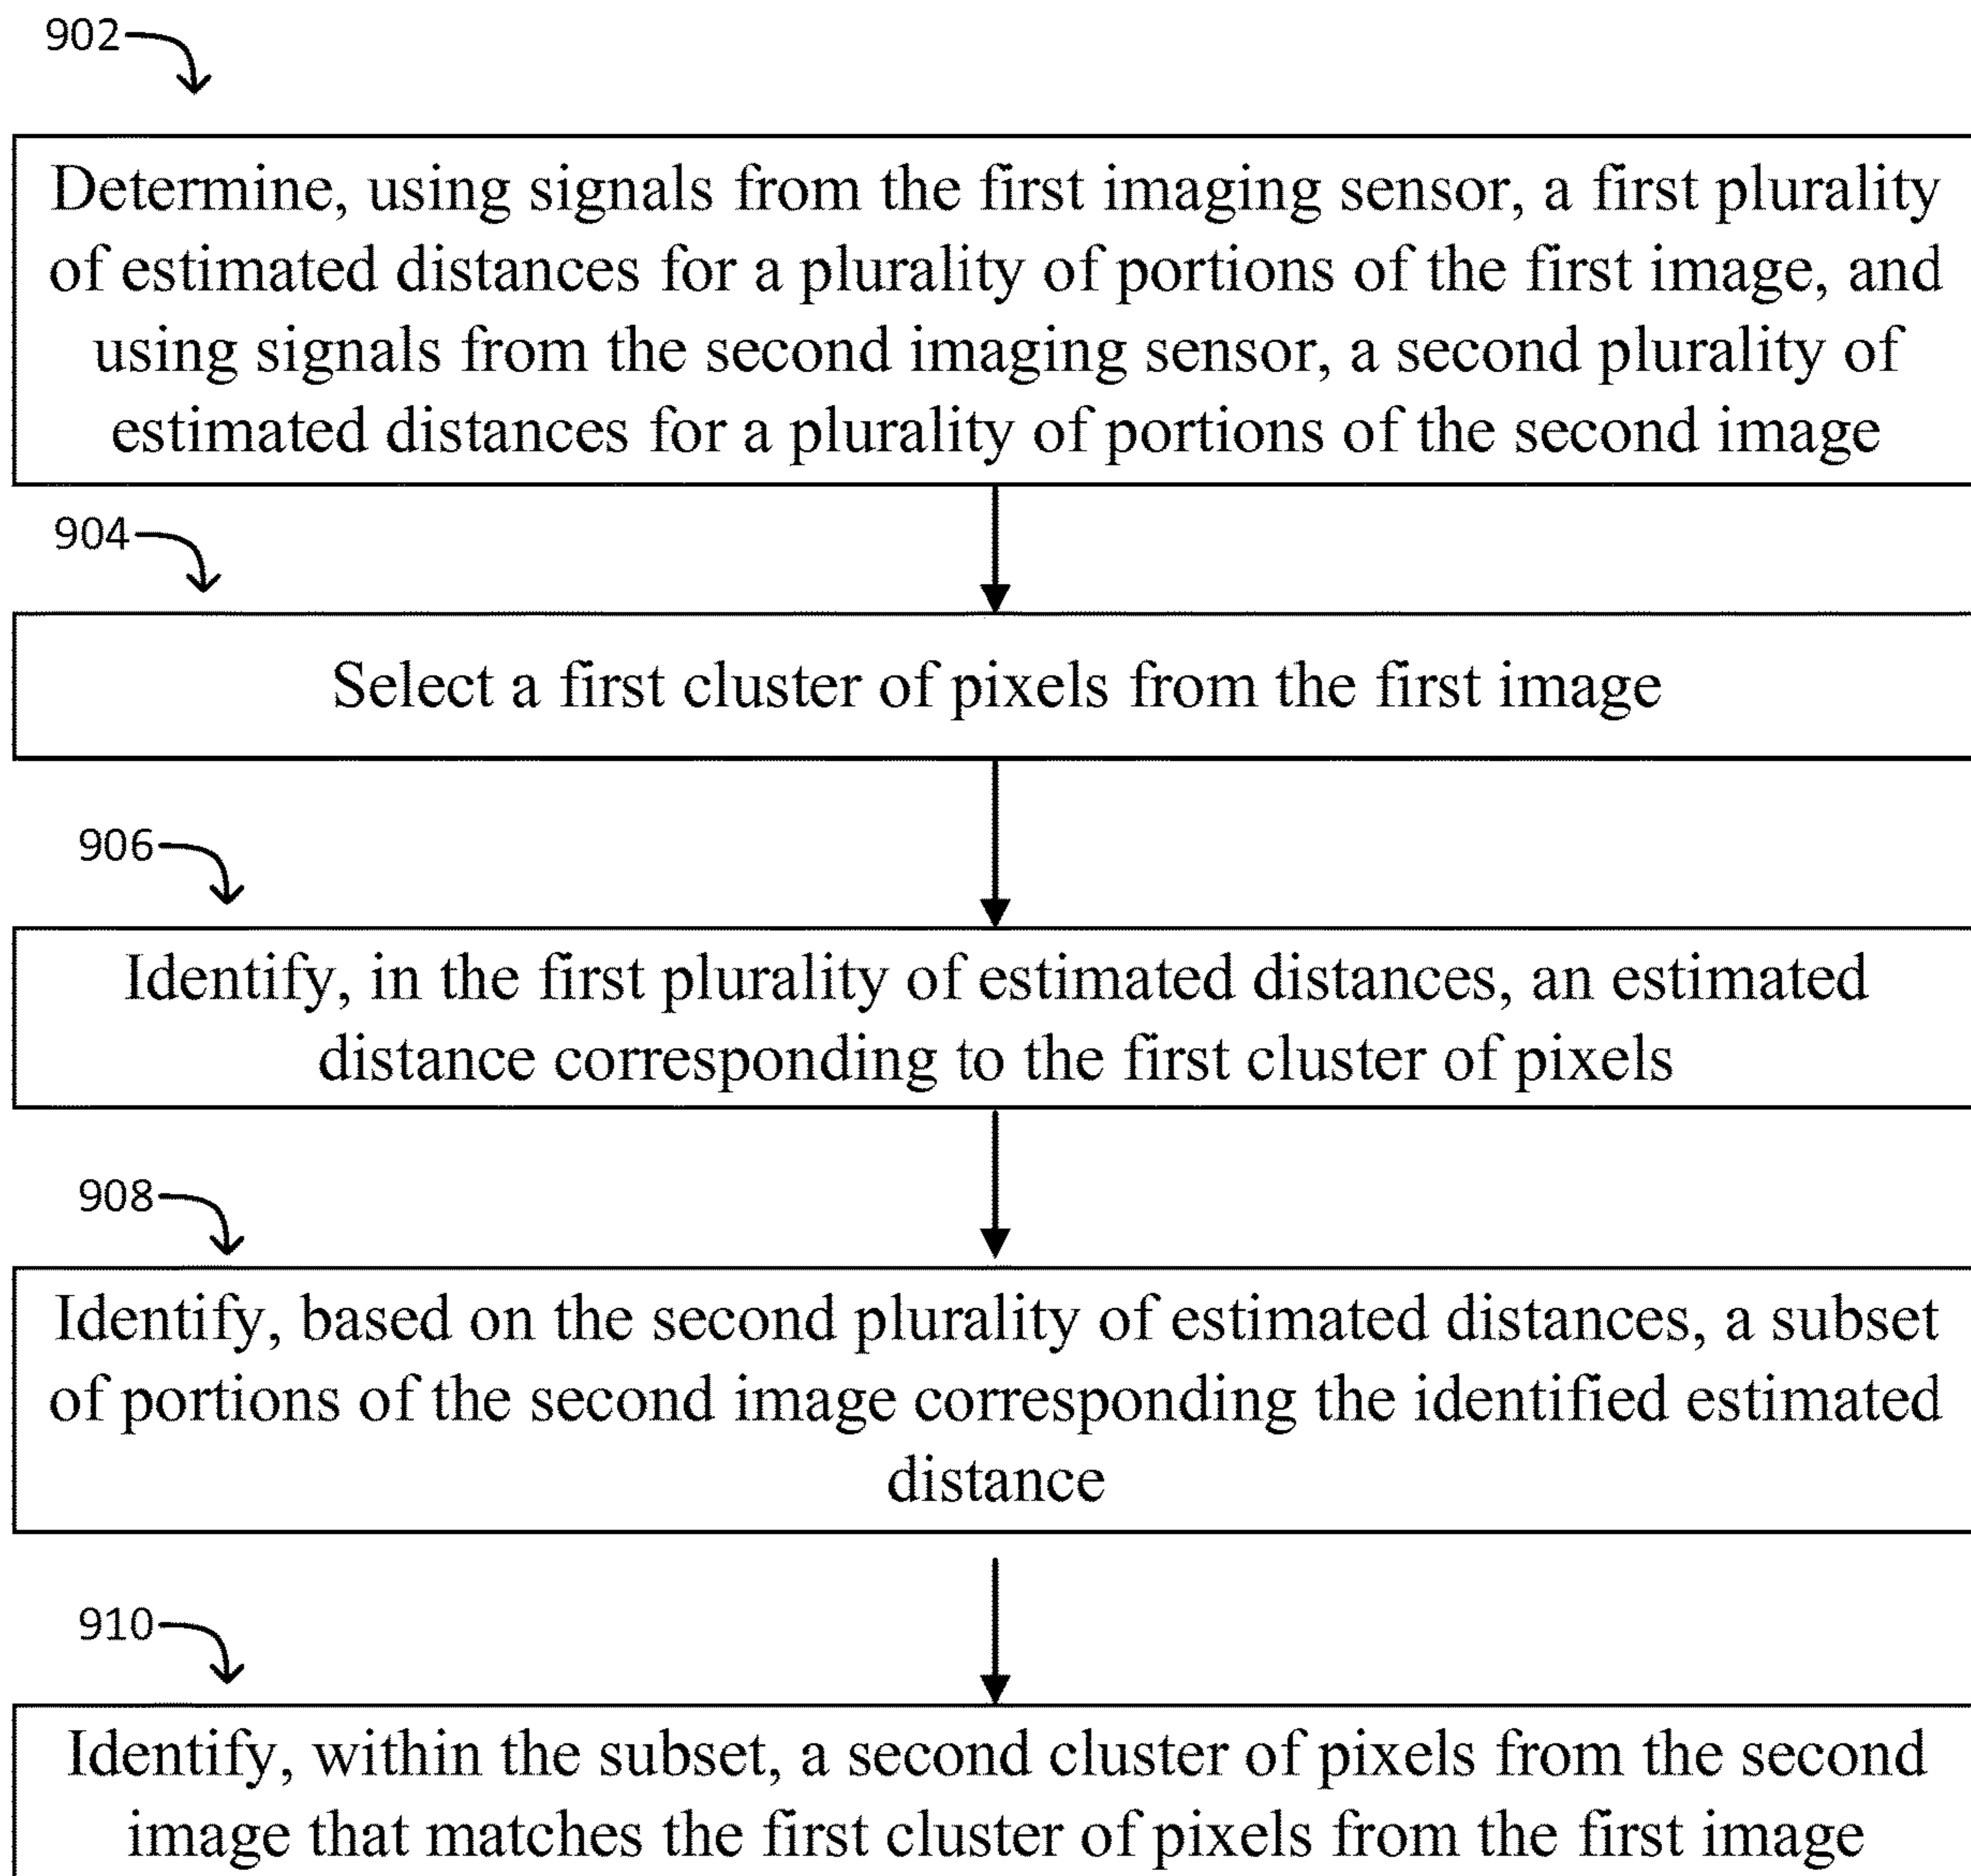 902
Determine, using signals from the first imaging sensor, a first plurality
of estimated distances for a plurality of portions of the first image, and
using signals from the second imaging sensor, a second plurality of
estimated distances for a plurality of portions of the second image
904
Select a first cluster of pixels from the first image
906
Identify, in the first plurality of estimated distances, an estimated
distance corresponding to the first cluster of pixels
908
Identify, based on the second plurality of estimated distances, a subset
of portions of the second image corresponding the identified estimated
distance
910
Identify, within the subset, a second cluster of pixels from the second
image that matches the first cluster of pixels from the first image